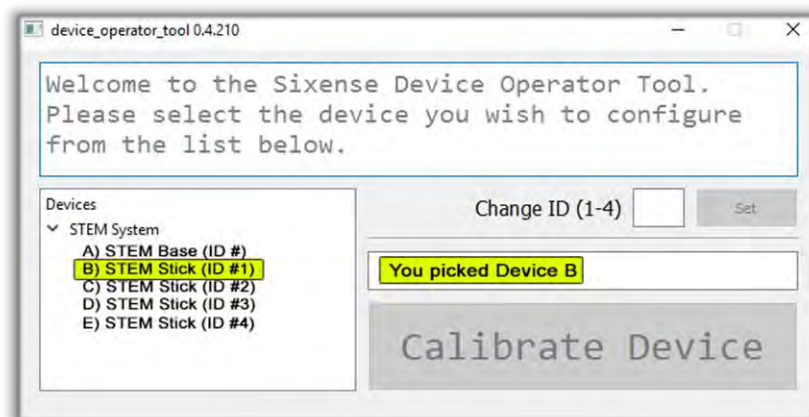 device_operator_tool 0.4.210
Welcome to the Sixense Device Operator Tool.
Please select the device you wish to configure
from the list below.
Devices
STEM System
A) STEM Base (ID #)
B) STEM Stick (ID #1)
C) STEM Stick (ID #2)
D) STEM Stick (ID #3)
E) STEM Stick (ID #4)
Change ID (1-4)
Set
You picked Device B
Calibrate Device